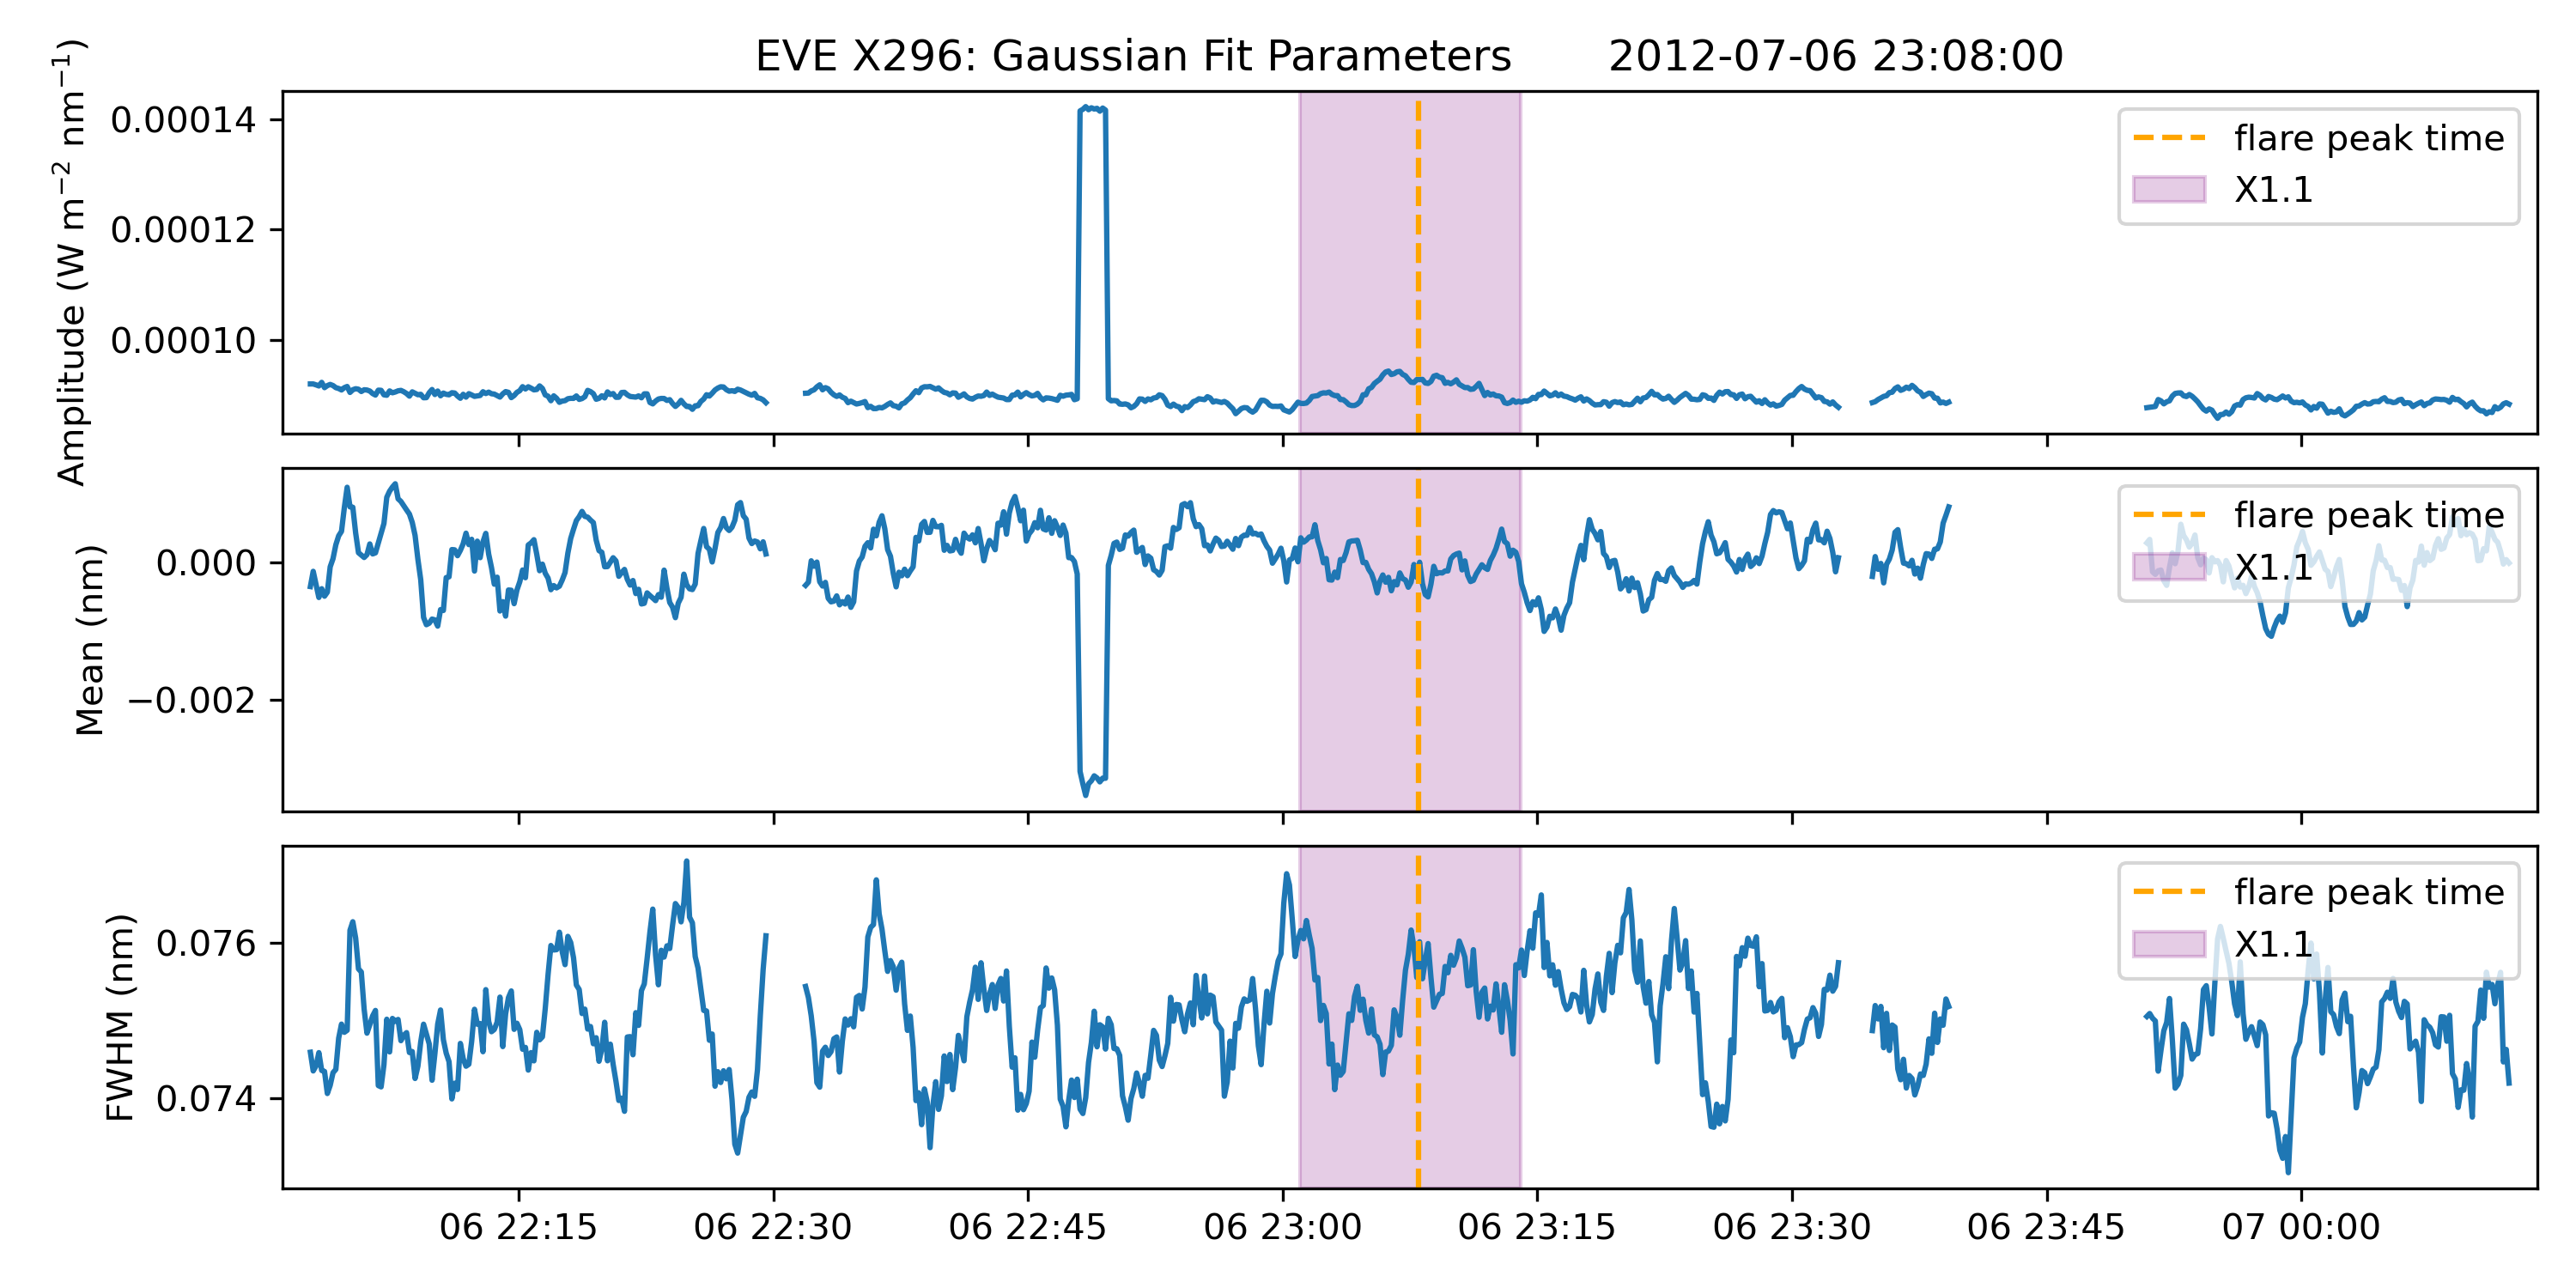 EVE X296: Gaussian Fit Parameters 2012-07-06 23:08:00
Amplitude (W m⁻² nm⁻¹)
0.00014
0.00012
0.00010
flare peak time
X1.1
Mean (nm)
0.000
−0.002
flare peak time
X1.1
FWHM (nm)
0.076
0.074
flare peak time
X1.1
06 22:15 06 22:30 06 22:45 06 23:00 06 23:15 06 23:30 06 23:45 07 00:00